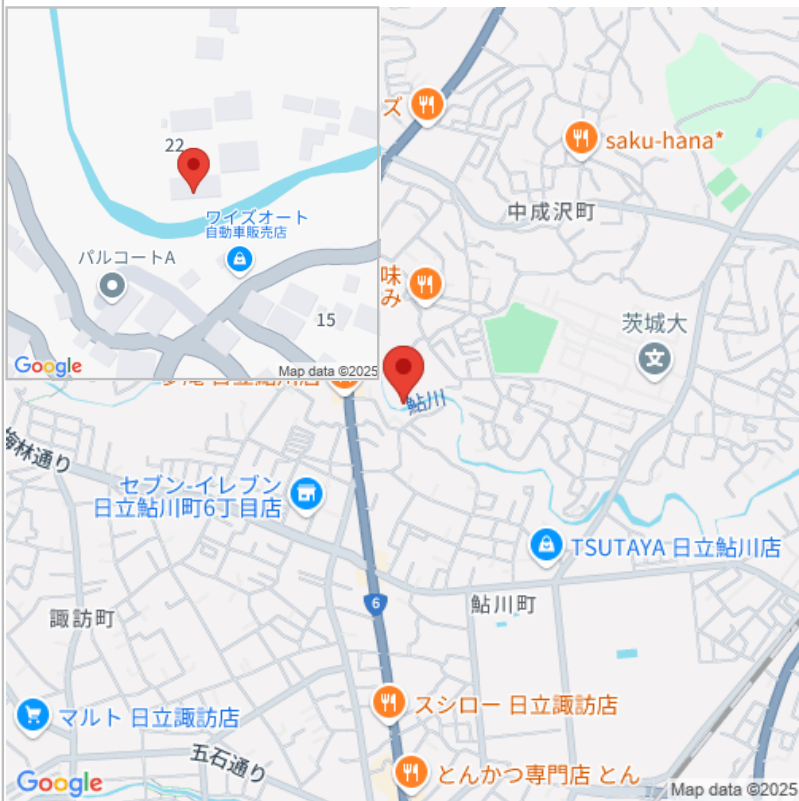 22
ワイズオート
自動車販売店
パルコートA
15
Google
Map data ©2025
ズ
saku-hana*
中成沢町
味
み
茨城大
文
鮎川
梅林通り
セブン-イレブン
日立鮎川町6丁目店
TSUTAYA 日立鮎川店
6
鮎川町
諏訪町
スシロー 日立諏訪店
マルト 日立諏訪店
五石通り
とんかつ専門店 とん
Google
Map data ©2025